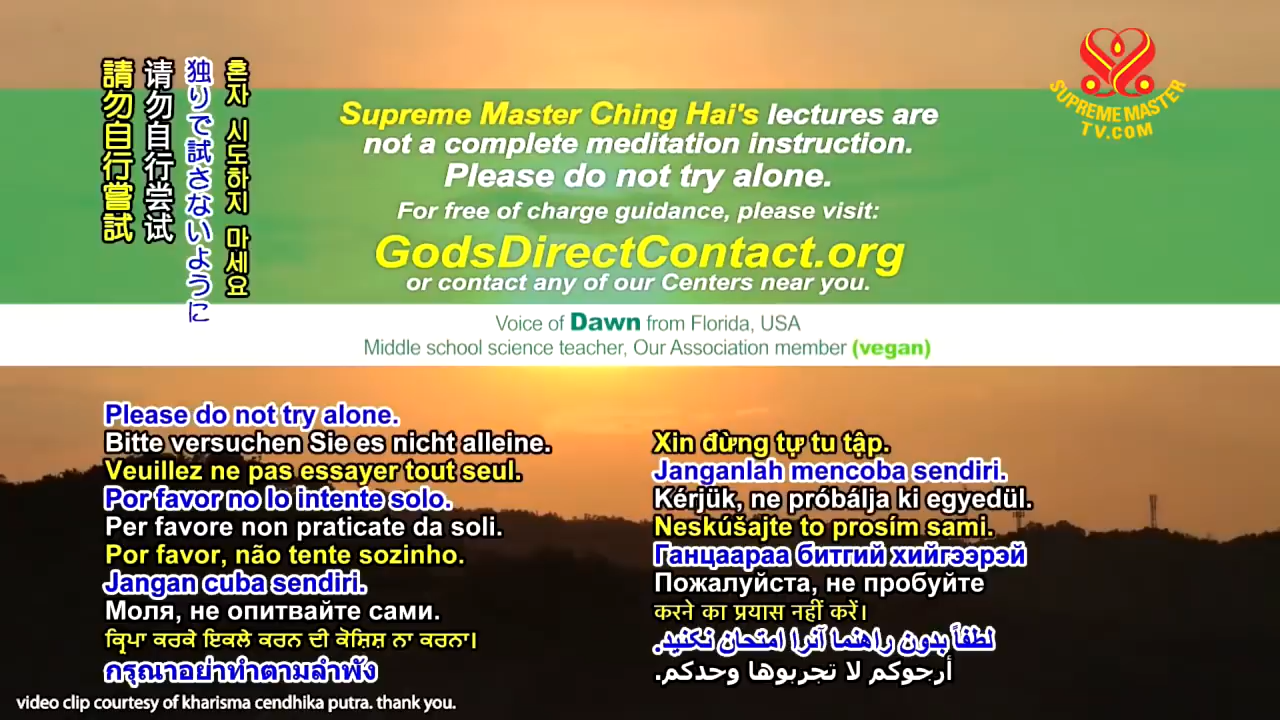 請勿自行嘗試
请勿自行尝试
独りで試さないように
혼자 시도하지 마세요
SUPREME MASTER
TV.COM
Supreme Master Ching Hai's lectures are
not a complete meditation instruction.
Please do not try alone.
For free of charge guidance, please visit:
GodsDirectContact.org
or contact any of our Centers near you.
Voice of Dawn from Florida, USA
Middle school science teacher, Our Association member (vegan)
Please do not try alone.
Bitte versuchen Sie es nicht alleine.
Veuillez ne pas essayer tout seul.
Por favor no lo intente solo.
Per favore non praticate da soli.
Por favor, não tente sozinho.
Jangan cuba sendiri.
Моля, не опитвайте сами.
ਕ੍ਰਿਪਾ ਕਰਕੇ ਇਕਲੇ ਕਰਨ ਦੀ ਕੋਸ਼ਿਸ਼ ਨਾ ਕਰਨਾ।
กรุณาอย่าทำตามลำพัง
Xin đừng tự tu tập.
Janganlah mencoba sendiri.
Kérjük, ne próbálja ki egyedül.
Neskúšajte to prosím sami.
Ганцаараа битгий хийгээрэй
Пожалуйста, не пробуйте
करने का प्रयास नहीं करें।
لطفاً بدون راهنما آنرا امتحان نکنید.
أرجوكم لا تجربوها وحدكم.
video clip courtesy of kharisma cendhika putra. thank you.